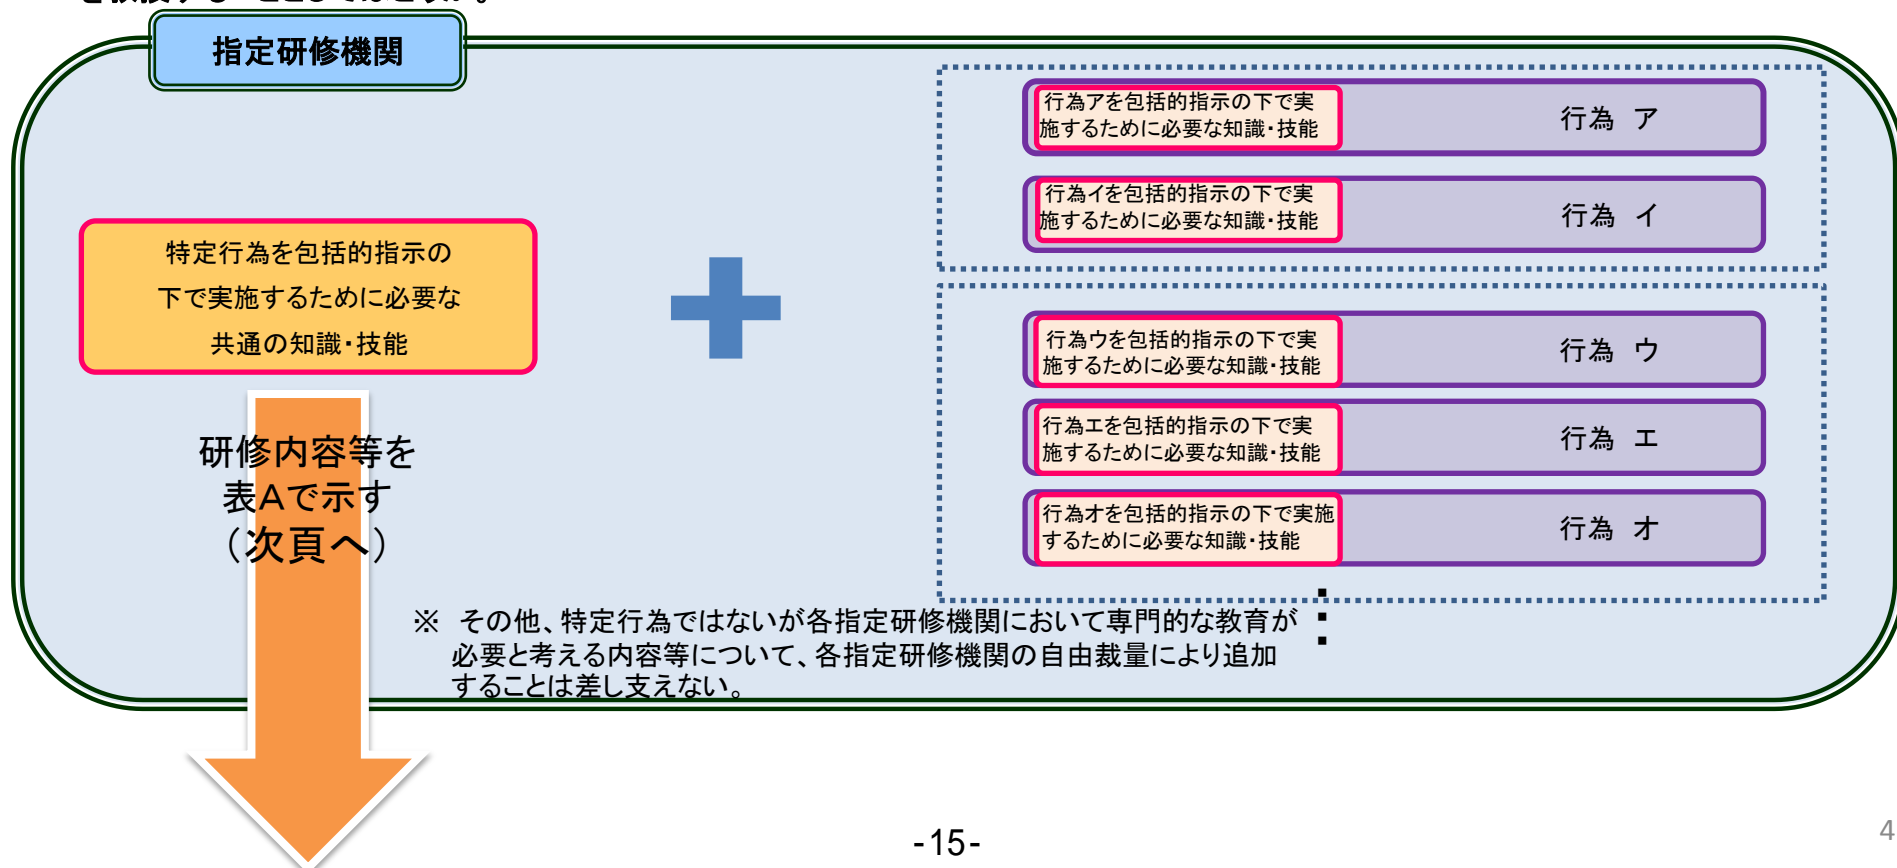 指定研修機関
特定行為を包括的指示の
下で実施するために必要な
共通の知識・技能
研修内容等を
表Aで示す
（次頁へ）
行為アを包括的指示の下で実
施するために必要な知識・技能
行為　ア
行為イを包括的指示の下で実
施するために必要な知識・技能
行為　イ
行為ウを包括的指示の下で実
施するために必要な知識・技能
行為　ウ
行為エを包括的指示の下で実
施するために必要な知識・技能
行為　エ
行為オを包括的指示の下で実施
するために必要な知識・技能
行為　オ
※　その他、特定行為ではないが各指定研修機関において専門的な教育が
必要と考える内容等について、各指定研修機関の自由裁量により追加
することは差し支えない。
-15-
4